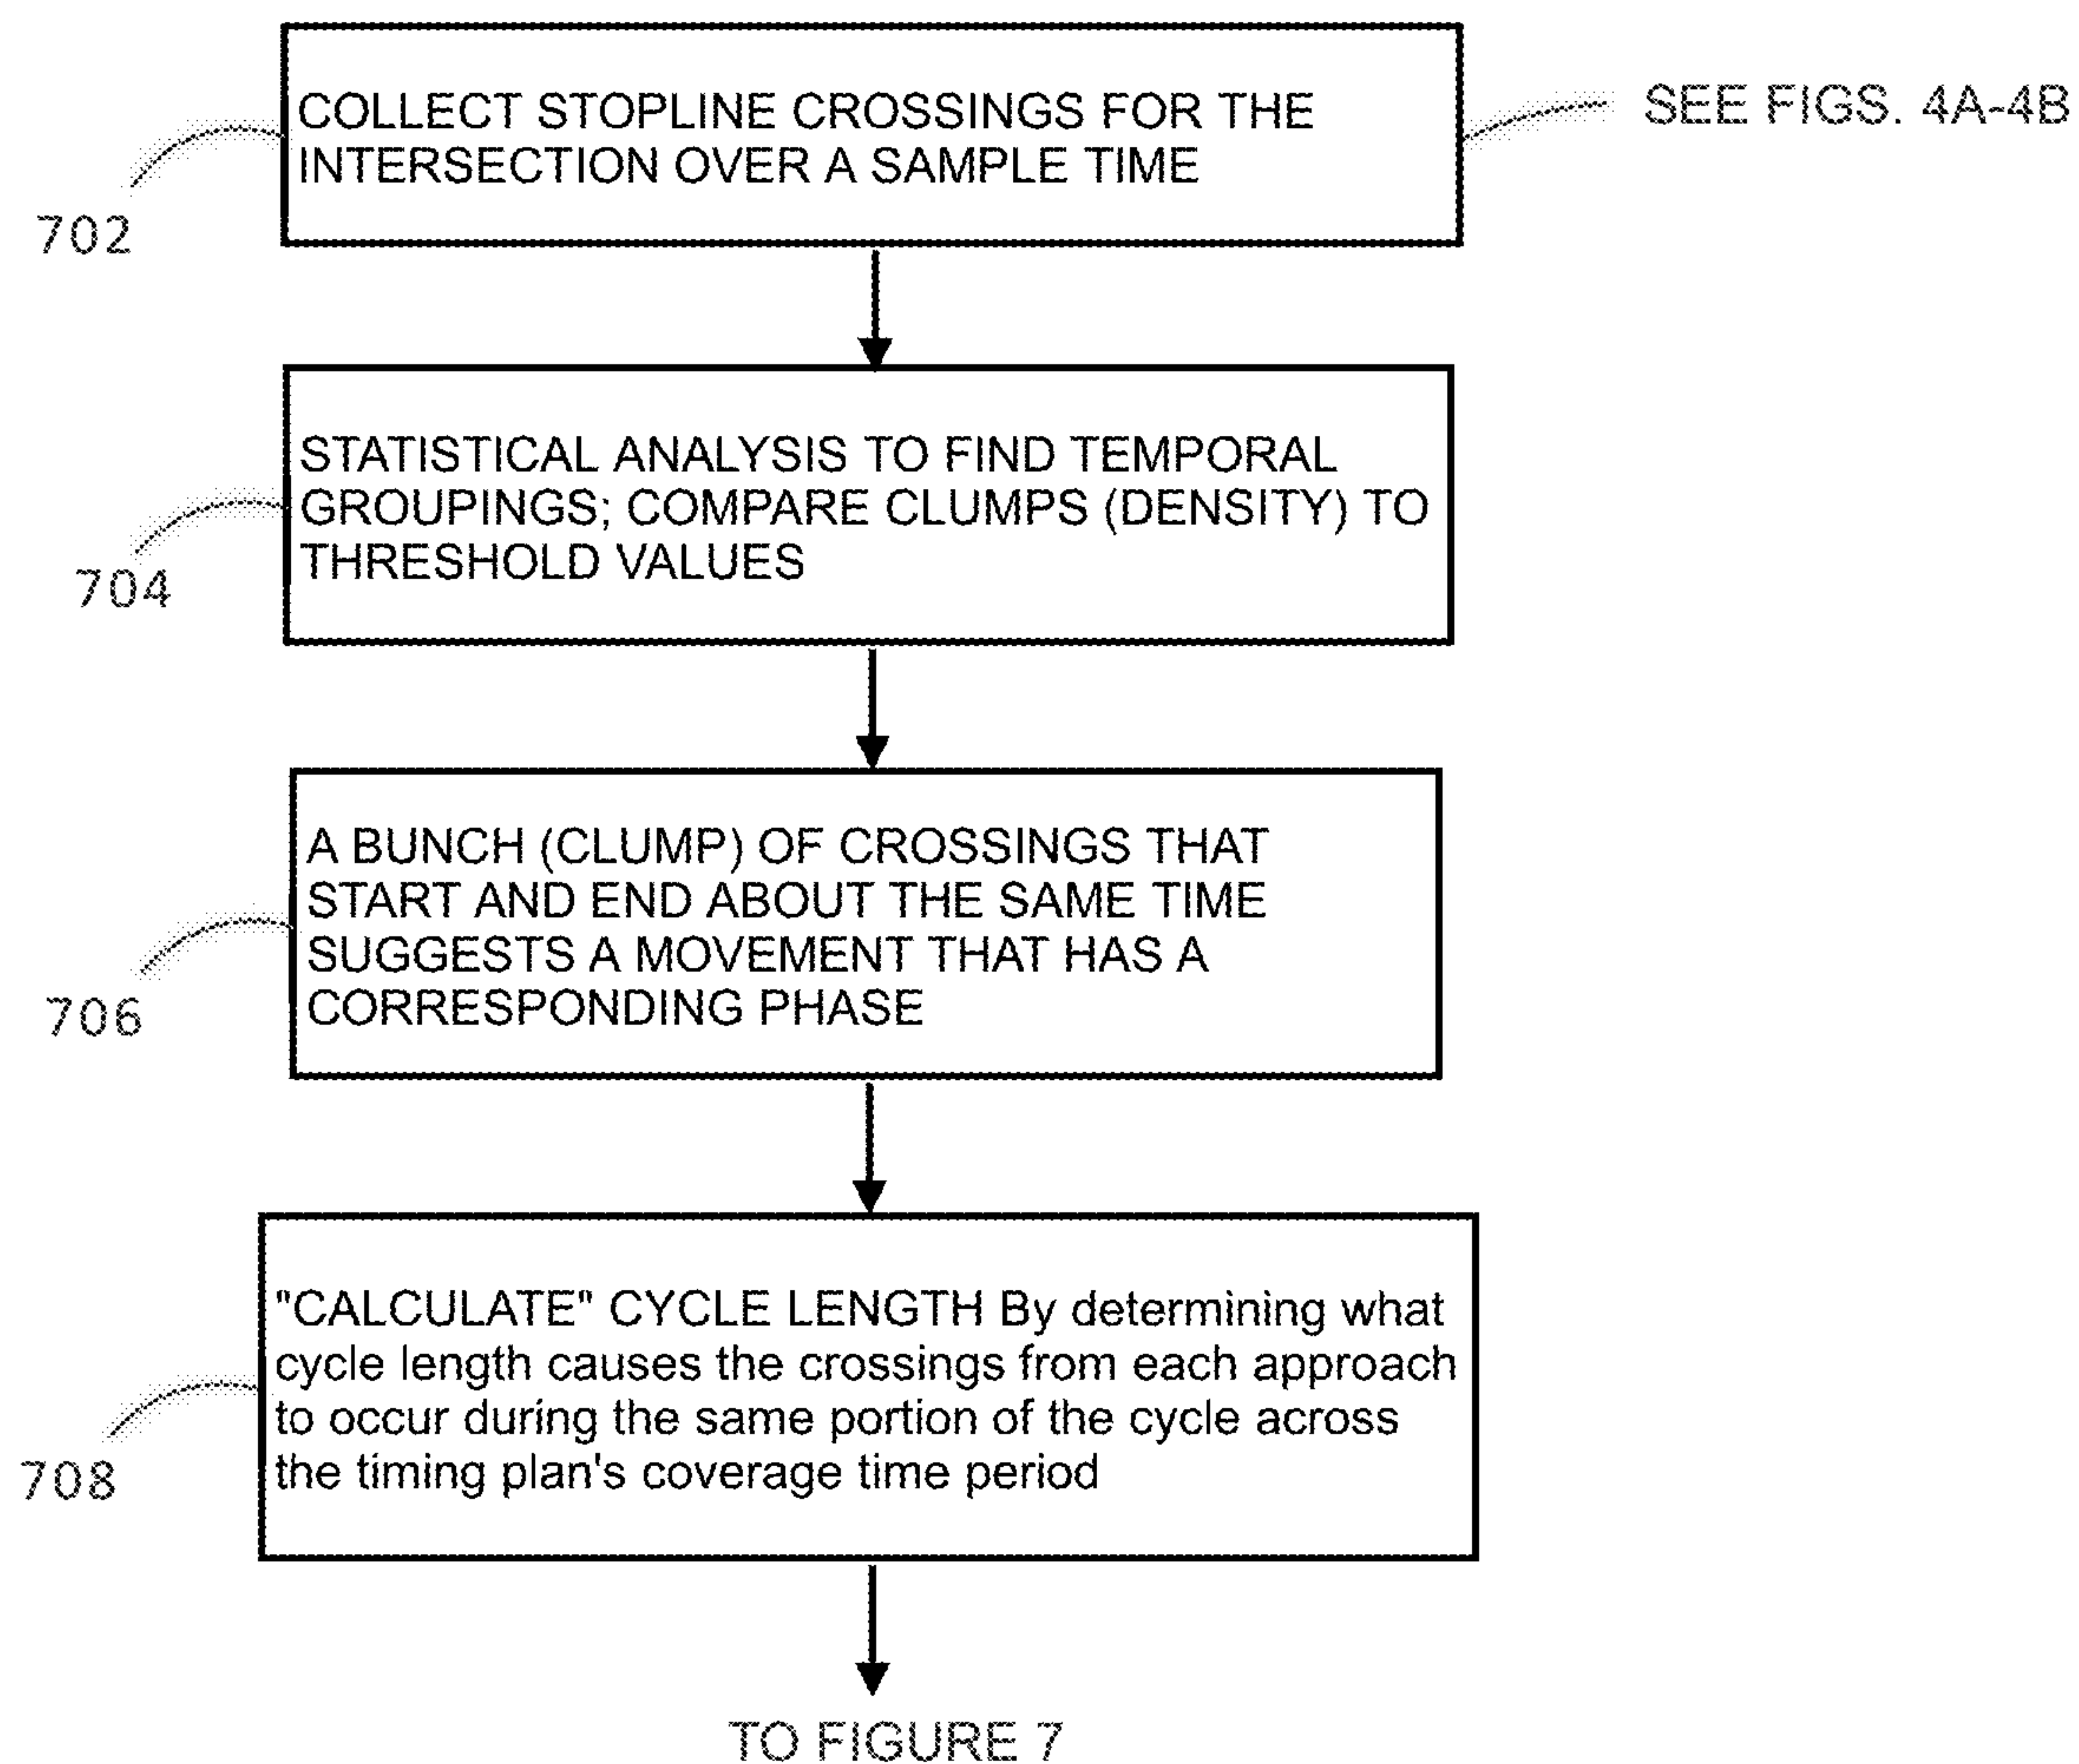 COLLECT STOPLINE CROSSINGS FOR THE
INTERSECTION OVER A SAMPLE TIME
SEE FIGS. 4A-4B
702
STATISTICAL ANALYSIS TO FIND TEMPORAL
GROUPINGS; COMPARE CLUMPS (DENSITY) TO
THRESHOLD VALUES
704
A BUNCH (CLUMP) OF CROSSINGS THAT
START AND END ABOUT THE SAME TIME
SUGGESTS A MOVEMENT THAT HAS A
CORRESPONDING PHASE
706
"CALCULATE" CYCLE LENGTH By determining what
cycle length causes the crossings from each approach
to occur during the same portion of the cycle across
the timing plan's coverage time period
708
TO FIGURE 7